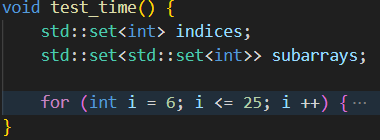 void test_time() {
std::set<int> indices;
std::set<std::set<int>> subarrays;
for (int i = 6; i <= 25; i ++) {···
}